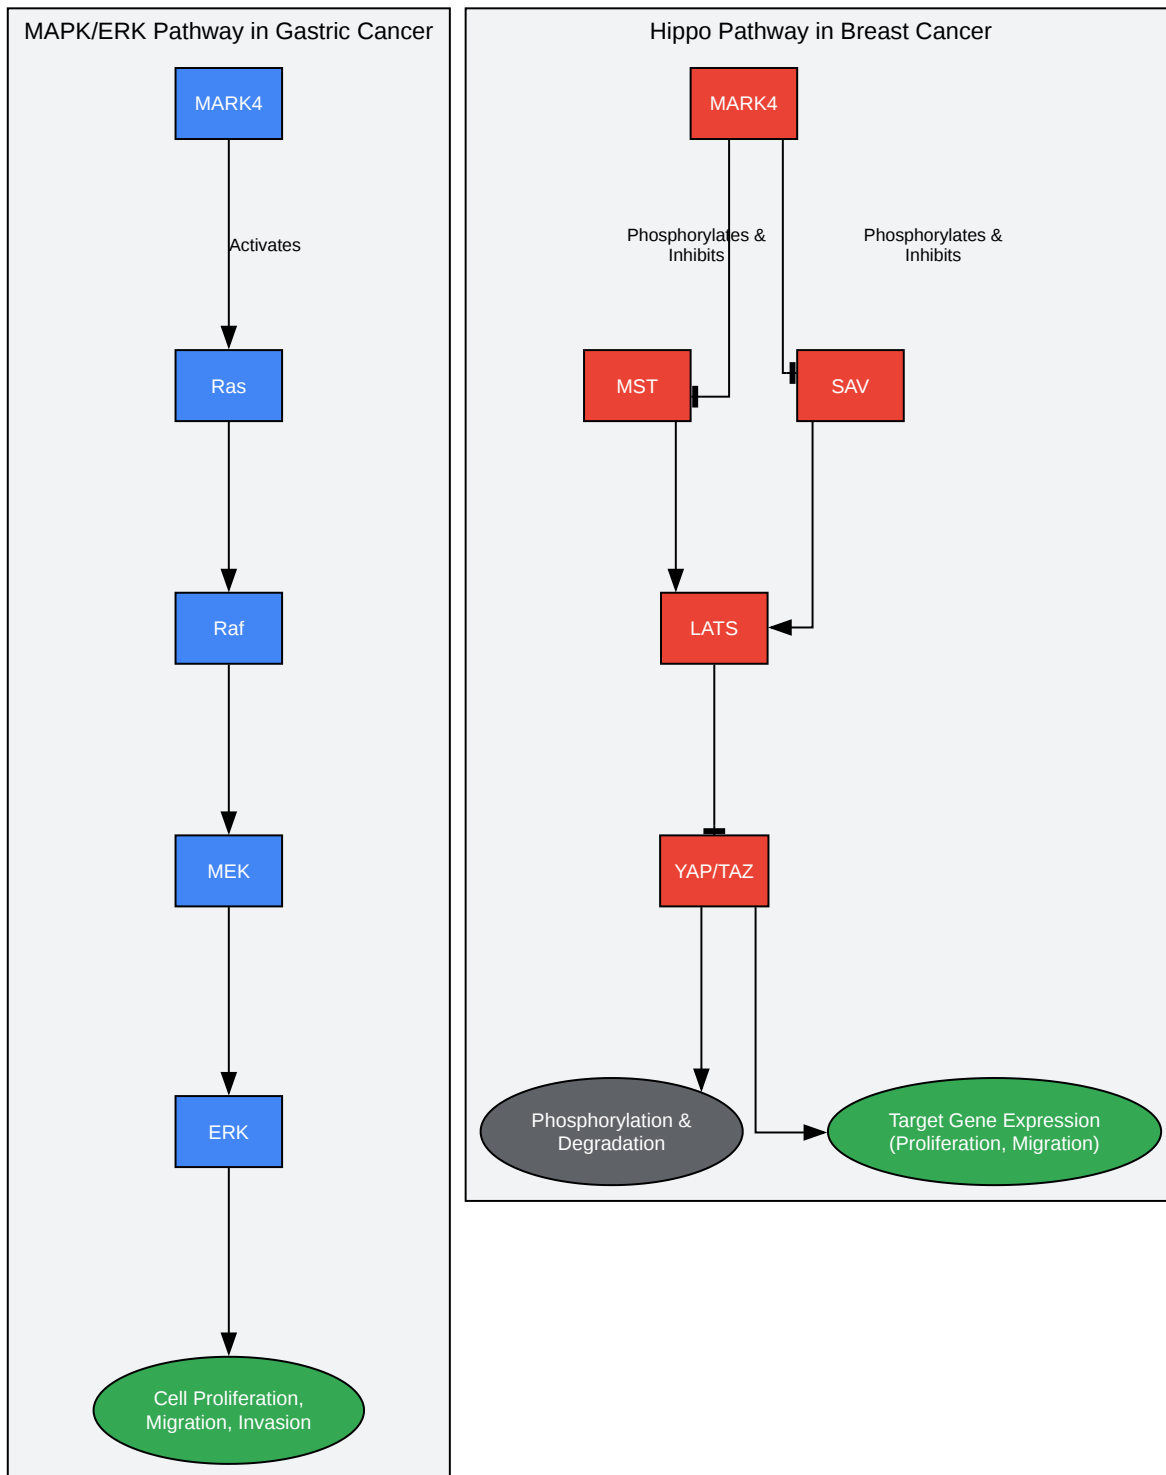 MAPK/ERK Pathway in Gastric Cancer
MARK4
Activates
Ras
Raf
MEK
ERK
Cell Proliferation,
Migration, Invasion
Hippo Pathway in Breast Cancer
MARK4
Phosphorylates &
Inhibits
Phosphorylates &
Inhibits
MST
SAV
LATS
YAP/TAZ
Phosphorylation &
Degradation
Target Gene Expression
(Proliferation, Migration)